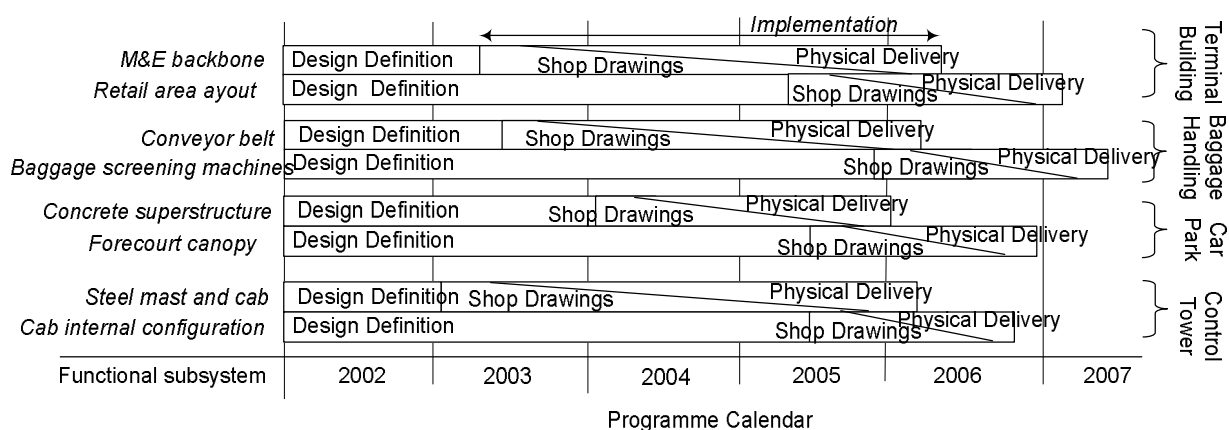 Implementation
M&E backbone Design Definition Shop Drawings Physical Delivery
Retail area ayout Design Definition Shop Drawings Physical Delivery
Terminal Building
Conveyor belt Design Definition Shop Drawings Physical Delivery
Baggage screening machines Design Definition Shop Drawings Physical Delivery
Baggage Handling
Concrete superstructure Design Definition Shop Drawings Physical Delivery
Forecourt canopy Design Definition Shop Drawings Physical Delivery
Car Park
Steel mast and cab Design Definition Shop Drawings Physical Delivery
Cab internal configuration Design Definition Shop Drawings Physical Delivery
Control Tower
Functional subsystem 2002 2003 2004 2005 2006 2007
Programme Calendar